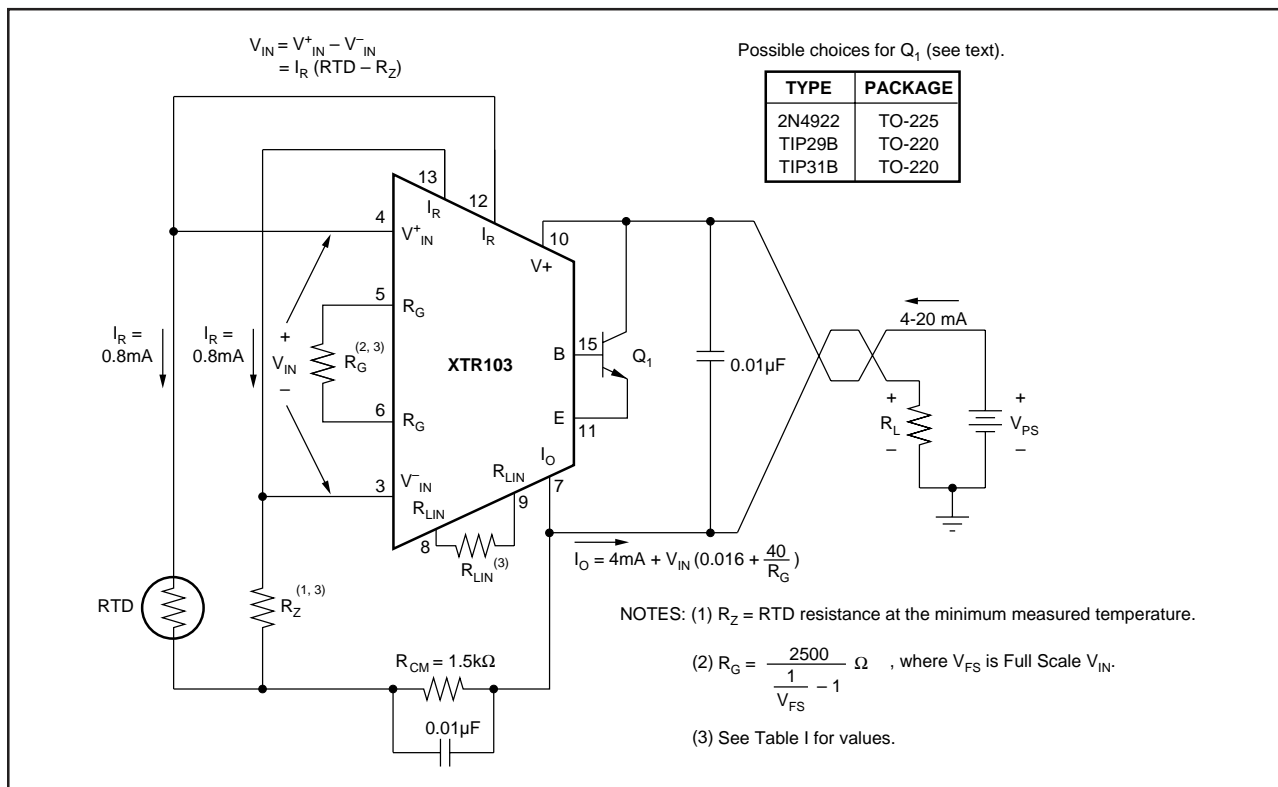 V_IN = V⁺_IN – V⁻_IN
= I_R (RTD – R_Z)
Possible choices for Q₁ (see text).
TYPE PACKAGE
2N4922 TO-225
TIP29B TO-220
TIP31B TO-220
13
I_R
12
I_R
4
V⁺_IN
10
V+
5
R_G
I_R =
0.8mA
I_R =
0.8mA
+
V_IN
–
R_G (2, 3)
XTR103
B
15
Q₁
0.01µF
4-20 mA
+
R_L
–
+
V_PS
–
6
R_G
E
11
I_O
7
3
V⁻_IN
R_LIN
9
R_LIN
8
R_LIN (3)
I_O = 4mA + V_IN (0.016 + 40/R_G)
RTD
R_Z (1, 3)
R_CM = 1.5kΩ
0.01µF
NOTES: (1) R_Z = RTD resistance at the minimum measured temperature.
(2) R_G = 2500/(1/V_FS – 1) Ω , where V_FS is Full Scale V_IN.
(3) See Table I for values.